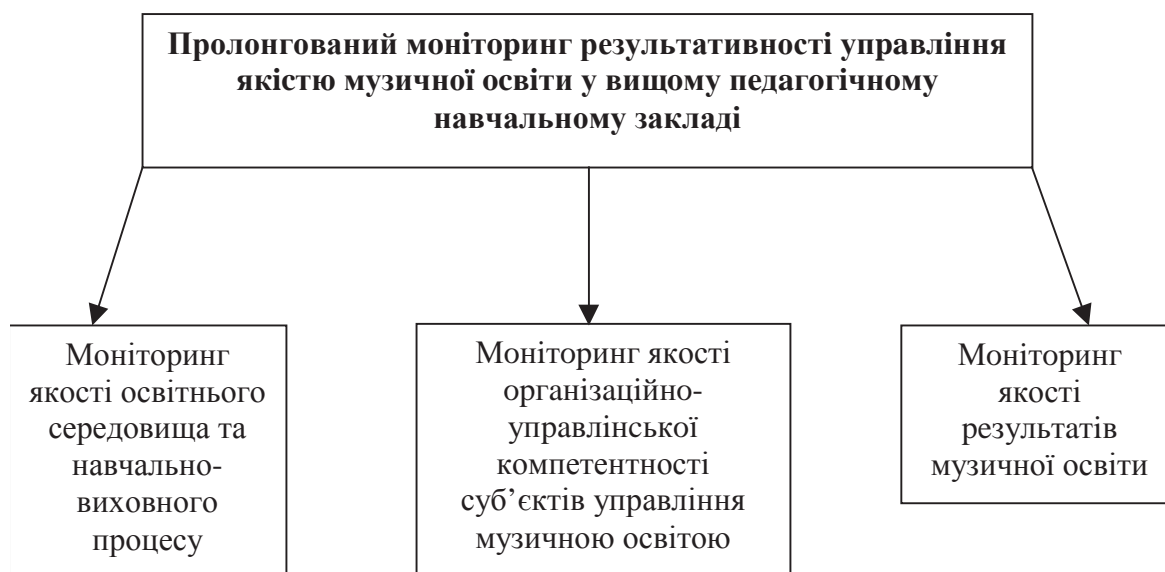 Пролонгований моніторинг результативності управління
якістю музичної освіти у вищому педагогічному
навчальному закладі
Моніторинг
якості освітнього
середовища та
навчально-
виховного
процесу
Моніторинг якості
організаційно-
управлінської
компетентності
суб’єктів управління
музичною освітою
Моніторинг
якості
результатів
музичної освіти